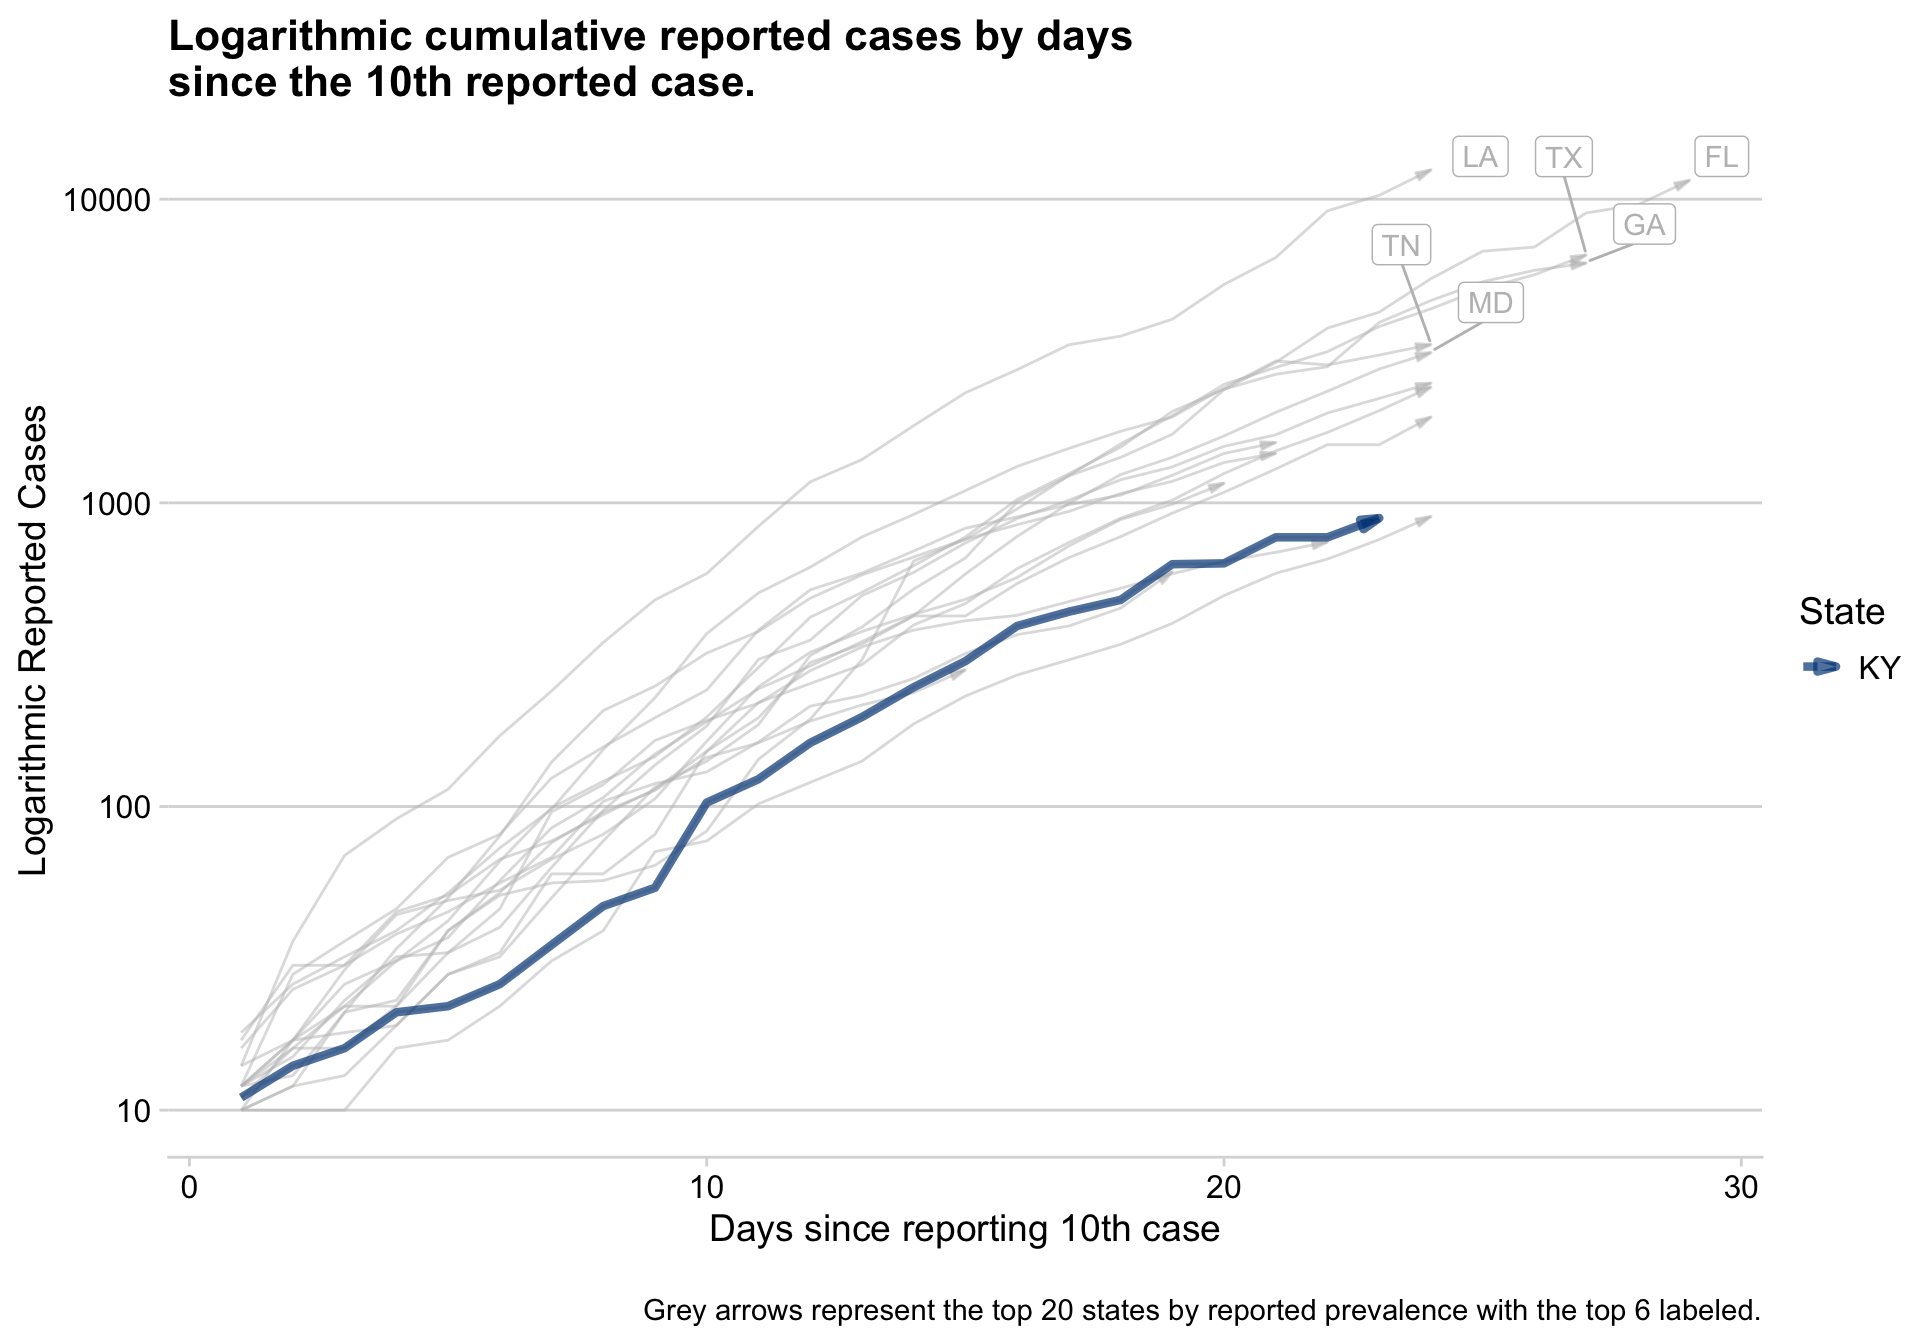 Logarithmic cumulative reported cases by days
since the 10th reported case.
LA
TX
FL
GA
TN
MD
10000
1000
100
10
Logarithmic Reported Cases
State
KY
0
10
20
30
Days since reporting 10th case
Grey arrows represent the top 20 states by reported prevalence with the top 6 labeled.